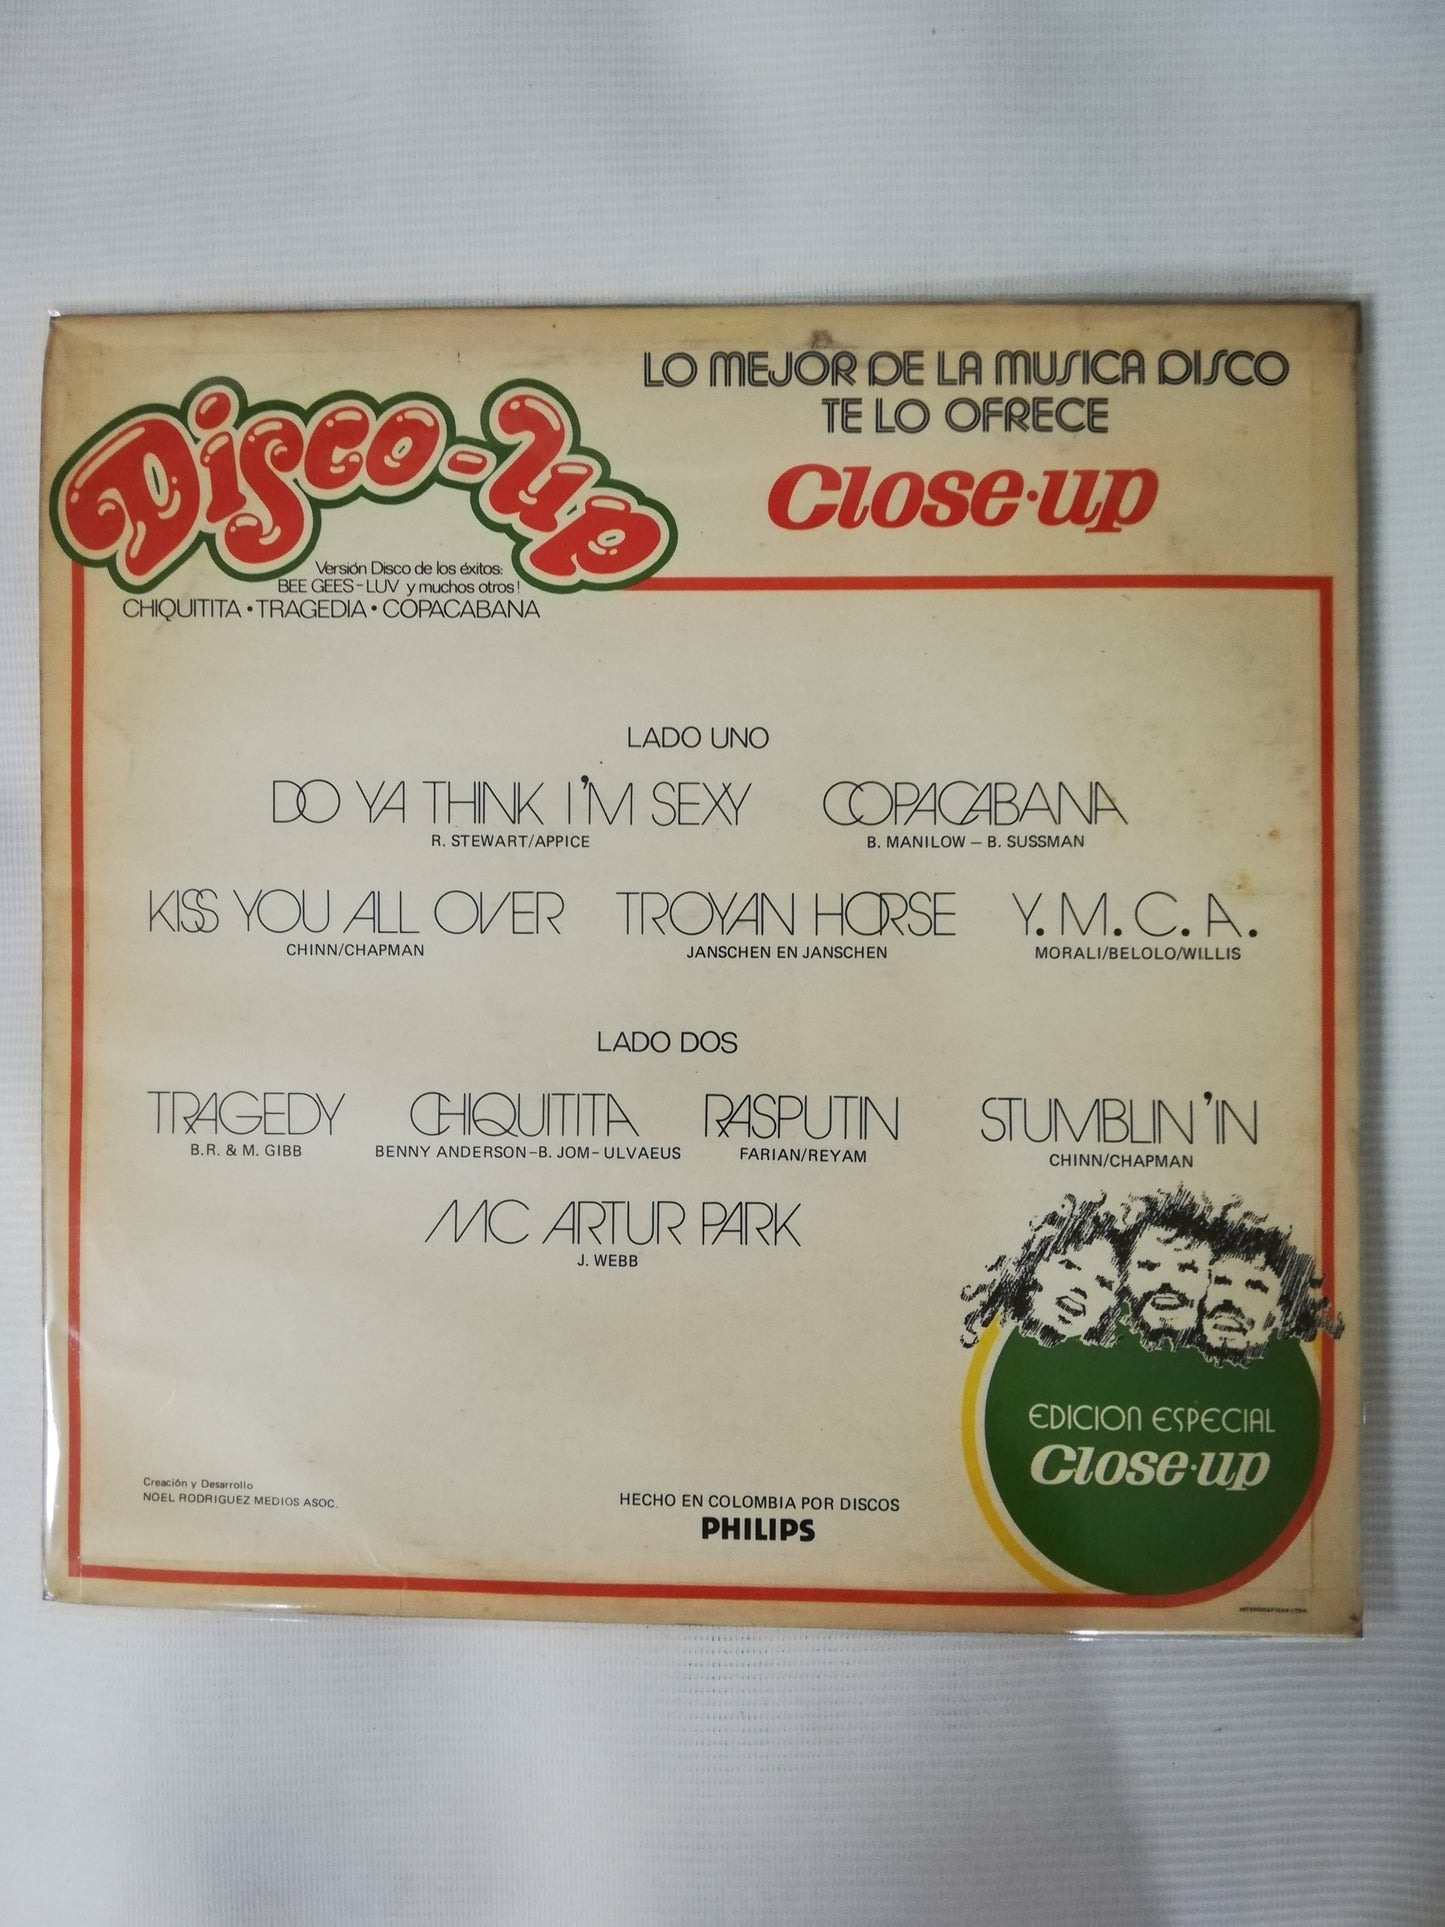 LO MEJOR DE LA MUSICA DISCO
TE LO OFRECE
Close·up
Disco-up
Versión Disco de los éxitos:
BEE GEES-LUV y muchos otros!
CHIQUITITA • TRAGEDIA • COPACABANA
LADO UNO
DO YA THINK I'M SEXY COPACABANA
R. STEWART/APPICE B. MANILOW – B. SUSSMAN
KISS YOU ALL OVER TROYAN HORSE Y. M. C. A.
CHINN/CHAPMAN JANSCHEN EN JANSCHEN MORALI/BELOLO/WILLIS
LADO DOS
TRAGEDY CHIQUITITA RASPUTIN STUMBLIN 'IN
B.R. & M. GIBB BENNY ANDERSON-B. JOM-ULVAEUS FARIAN/REYAM CHINN/CHAPMAN
MC ARTUR PARK
J. WEBB
EDICION ESPECIAL
Close·up
Creación y Desarrollo
NOEL RODRIGUEZ MEDIOS ASOC.
HECHO EN COLOMBIA POR DISCOS
PHILIPS
INTERGRAFICAS LTDA.